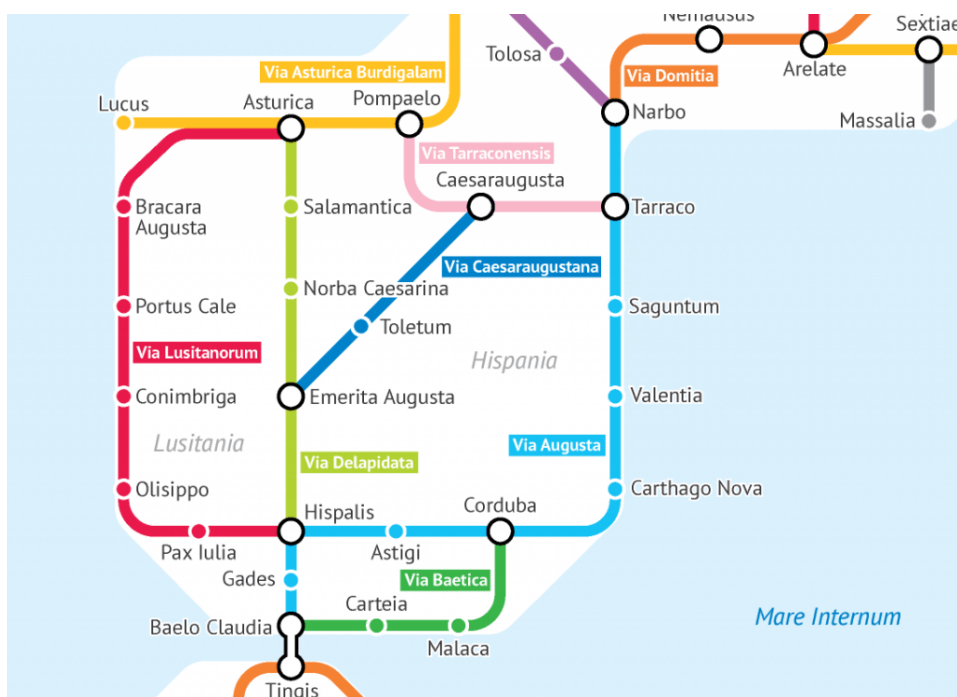 Nemausus
Sextiae
Tolosa
Via Domitia
Arelate
Via Asturica Burdigalam
Lucus
Asturica
Pompaelo
Narbo
Massalia
Via Tarraconensis
Caesaraugusta
Bracara
Augusta
Salamantica
Tarraco
Via Caesaraugustana
Norba Caesarina
Portus Cale
Toletum
Saguntum
Via Lusitanorum
Hispania
Conimbriga
Emerita Augusta
Valentia
Lusitania
Via Augusta
Via Delapidata
Olisippo
Carthago Nova
Hispalis
Corduba
Pax Iulia
Astigi
Gades
Via Baetica
Carteia
Baelo Claudia
Mare Internum
Malaca
Tingis